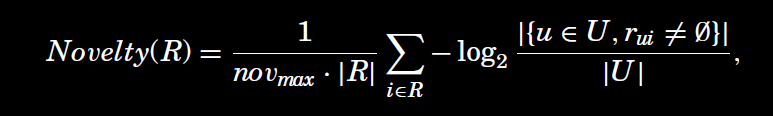 Novelty(R) = \frac{1}{nov_{max} \cdot |R|} \sum_{i \in R} -\log_2 \frac{|\{u \in U, r_{ui} \neq \emptyset\}|}{|U|},